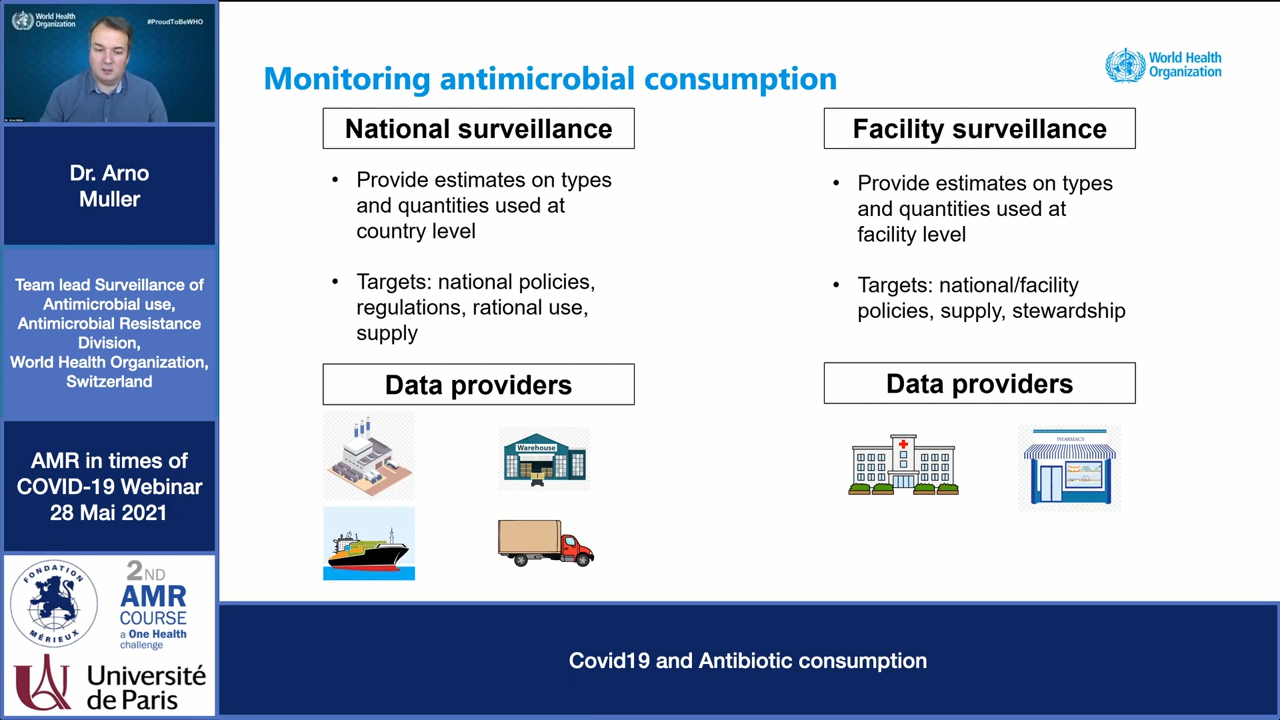 World Health
Organization
#ProudToBeWHO
Dr. Arno
Muller
Team lead Surveillance of
Antimicrobial use,
Antimicrobial Resistance
Division,
World Health Organization,
Switzerland
AMR in times of
COVID-19 Webinar
28 Mai 2021
FONDATION
MÉRIEUX
2ND
AMR
COURSE
a One Health
challenge
Université
de Paris
Monitoring antimicrobial consumption
World Health
Organization
National surveillance
• Provide estimates on types
and quantities used at
country level
• Targets: national policies,
regulations, rational use,
supply
Data providers
Warehouse
Facility surveillance
• Provide estimates on types
and quantities used at
facility level
• Targets: national/facility
policies, supply, stewardship
Data providers
PHARMACY
Covid19 and Antibiotic consumption